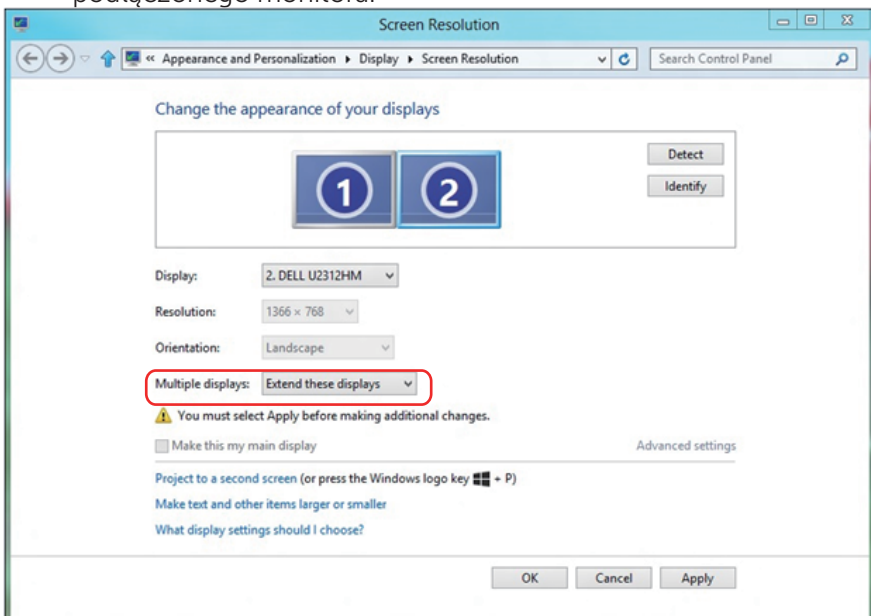 podłączonego monitora.
Screen Resolution
« Appearance and Personalization ▸ Display ▸ Screen Resolution
Search Control Panel
Change the appearance of your displays
1 2
Detect
Identify
Display: 2. DELL U2312HM
Resolution: 1366 × 768
Orientation: Landscape
Multiple displays: Extend these displays
You must select Apply before making additional changes.
Make this my main display Advanced settings
Project to a second screen (or press the Windows logo key + P)
Make text and other items larger or smaller
What display settings should I choose?
OK Cancel Apply